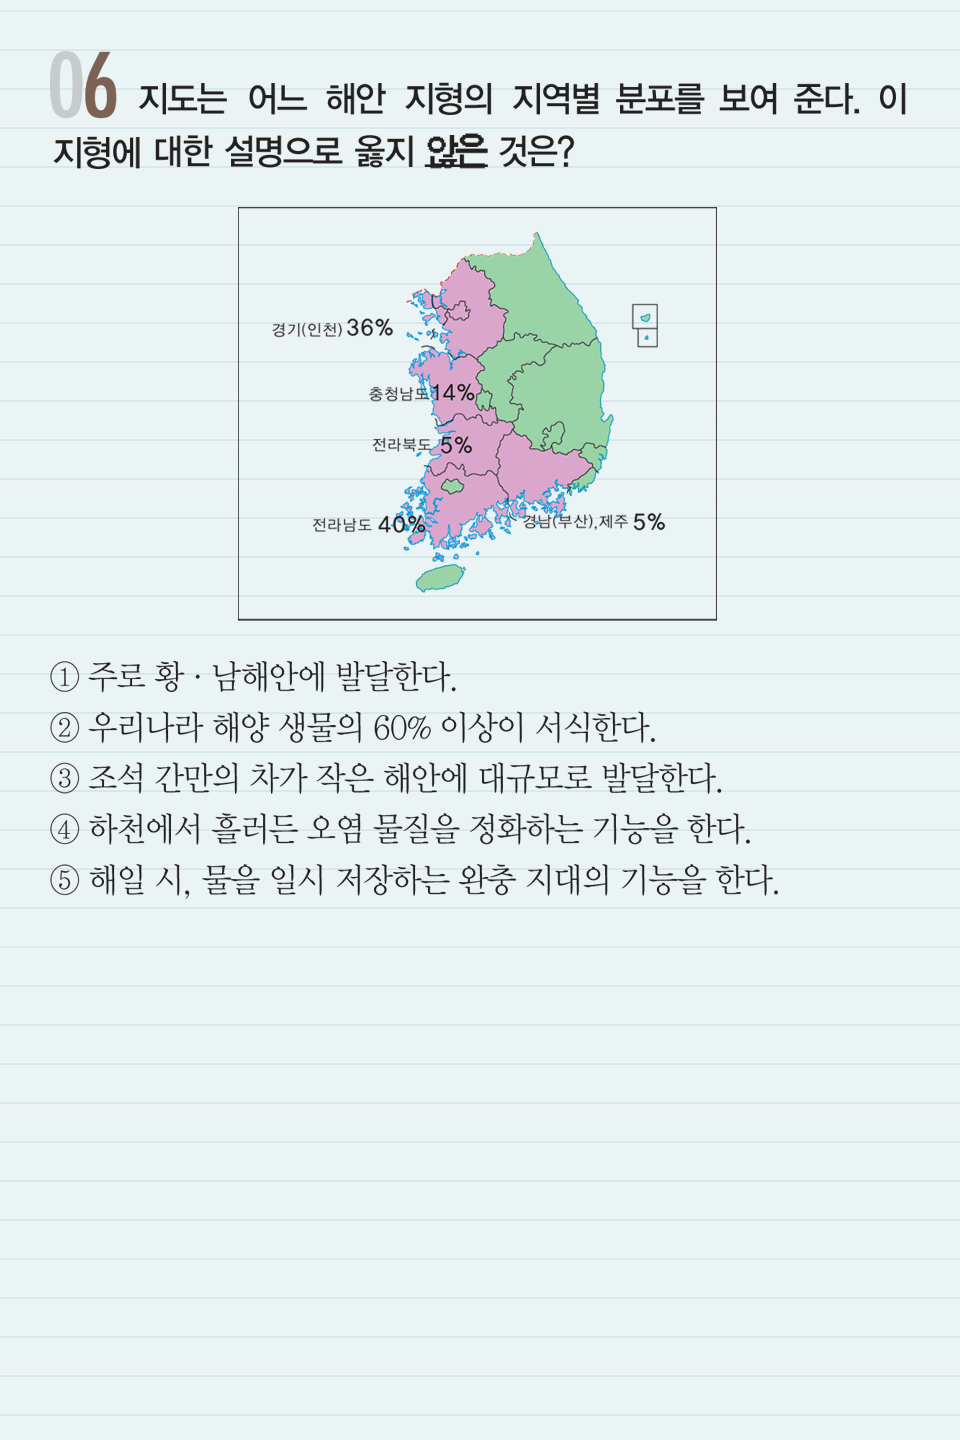 06 지도는 어느 해안 지형의 지역별 분포를 보여 준다. 이
지형에 대한 설명으로 옳지 않은 것은?
경기(인천) 36%
충청남도 14%
전라북도 5%
전라남도 40%
경남(부산),제주 5%
① 주로 황·남해안에 발달한다.
② 우리나라 해양 생물의 60% 이상이 서식한다.
③ 조석 간만의 차가 작은 해안에 대규모로 발달한다.
④ 하천에서 흘러든 오염 물질을 정화하는 기능을 한다.
⑤ 해일 시, 물을 일시 저장하는 완충 지대의 기능을 한다.